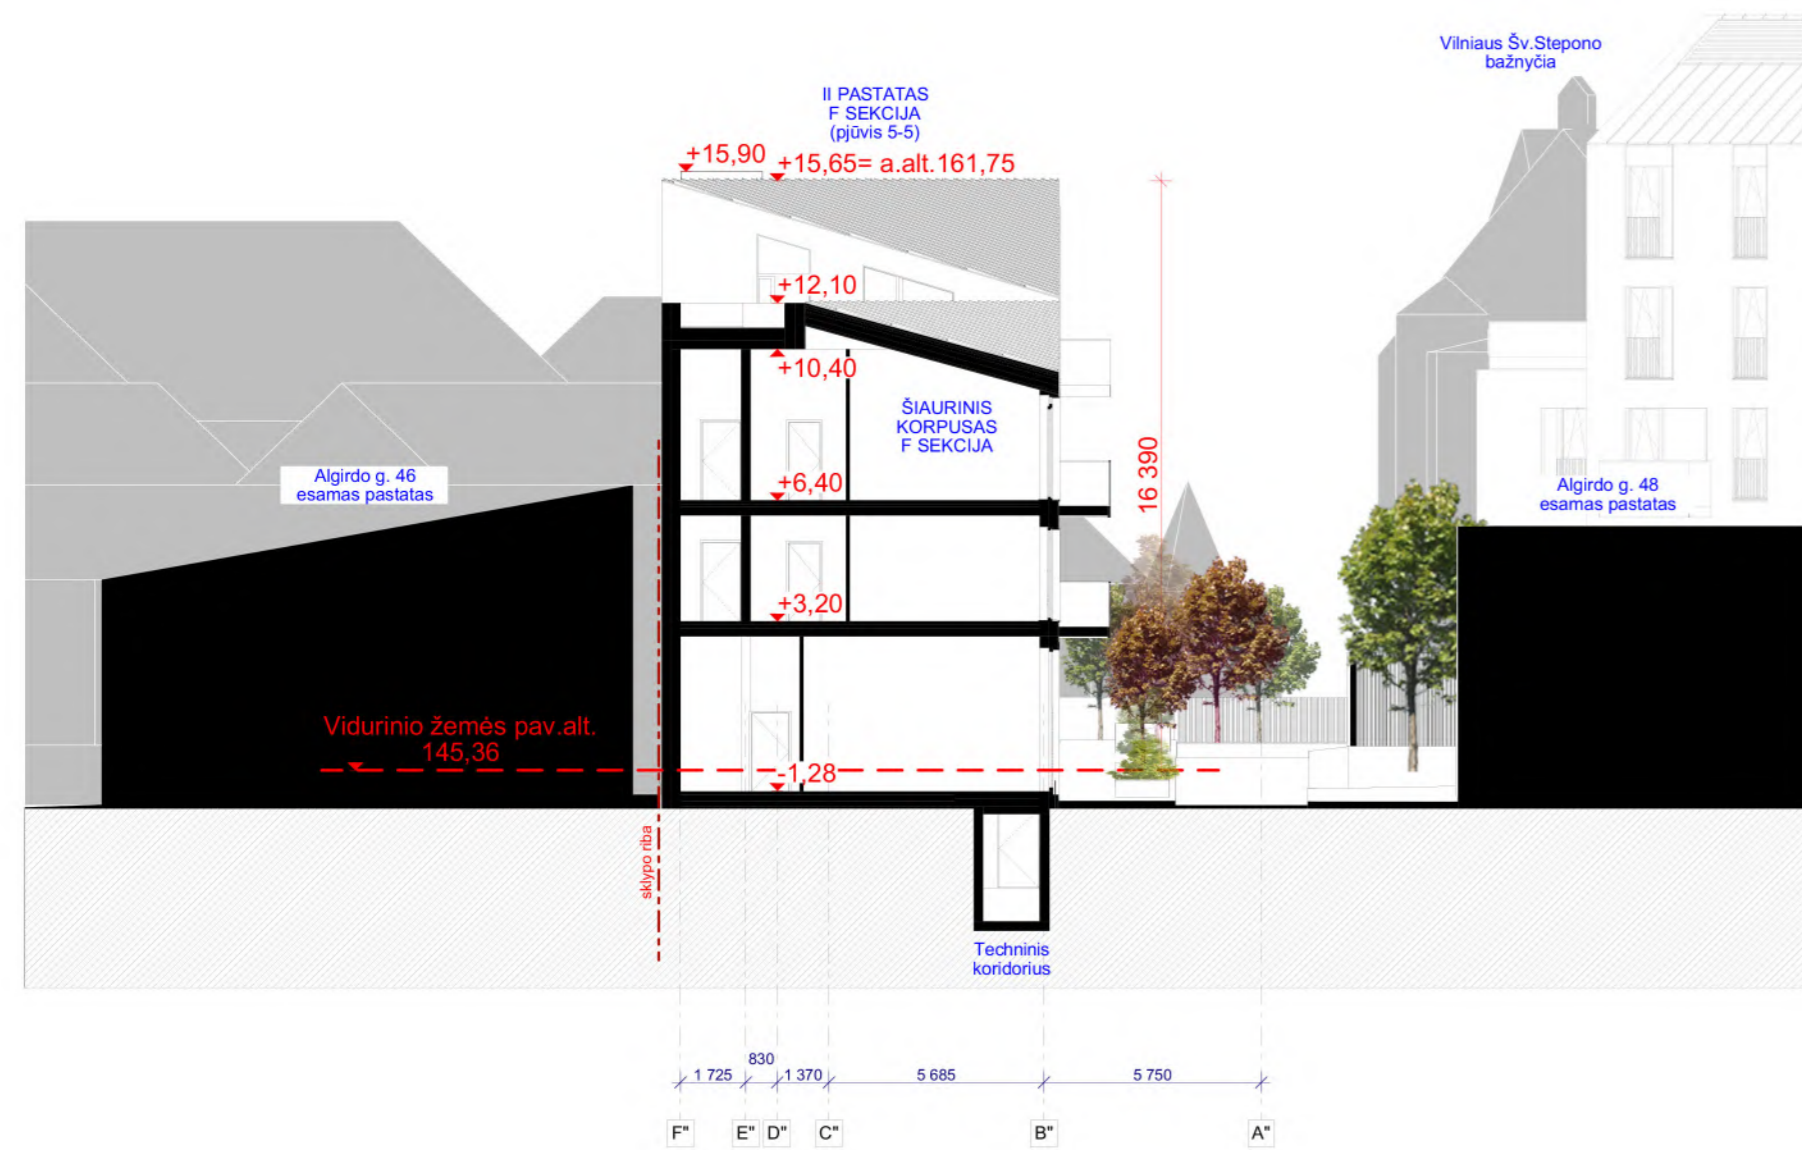 Vilniaus Šv.Stepono
bažnyčia
II PASTATAS
F SEKCIJA
(pjūvis 5-5)
+15,90
+15,65= a.alt.161,75
+12,10
+10,40
ŠIAURINIS
KORPUSAS
F SEKCIJA
16 390
Algirdo g. 46
esamas pastatas
+6,40
Algirdo g. 48
esamas pastatas
+3,20
Vidurinio žemės pav.alt.
145,36
-1,28
sklypo riba
Techninis
koridorius
830
1 725
1 370
5 685
5 750
F"
E"
D"
C"
B"
A"